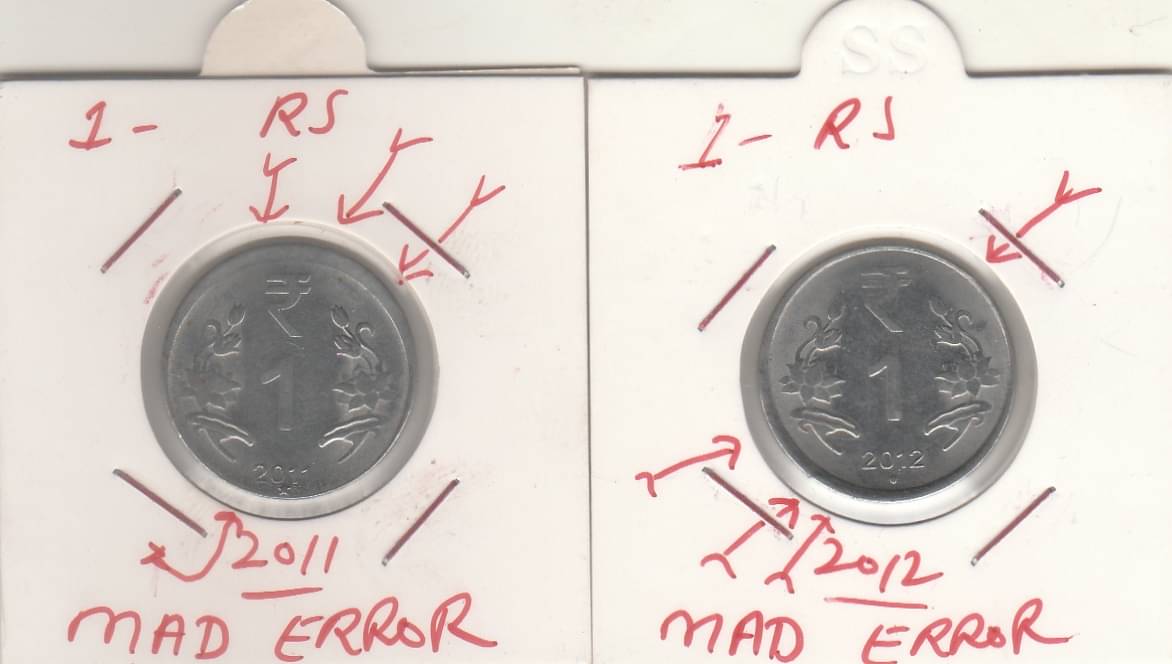 SS
1 - RS
₹
1
2011
2011
MAD ERROR
1 - RS
₹
1
2012
2012
MAD ERROR